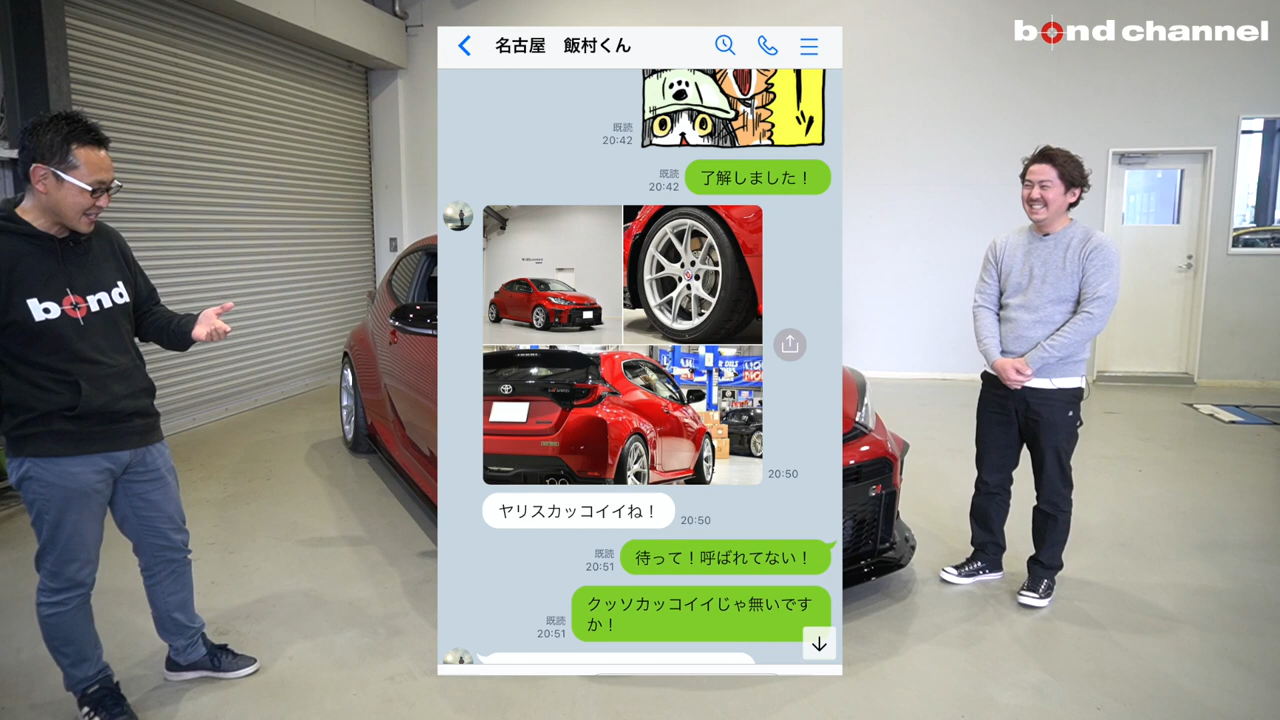 bond channel
名古屋 飯村くん
既読
20:42
既読
20:42
了解しました！
20:50
ヤリスカッコイイね！
20:50
既読
20:51
待って！呼ばれてない！
既読
20:51
クッソカッコイイじゃ無いです
か！
bond